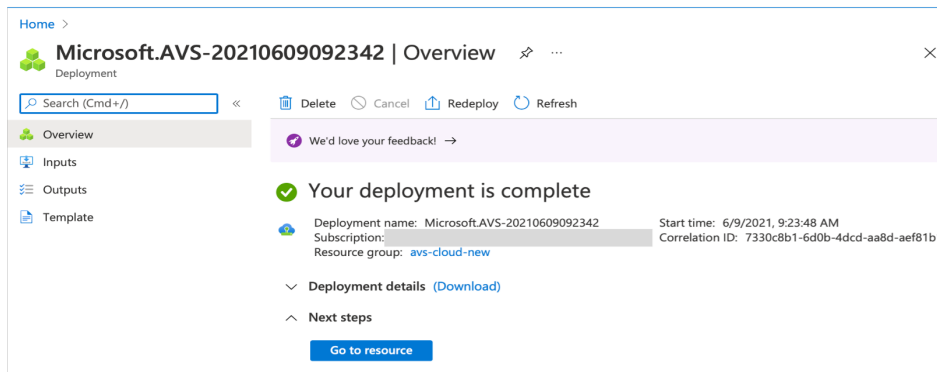 Home >
Microsoft.AVS-20210609092342 | Overview
Deployment
Search (Cmd+/)
Overview
Inputs
Outputs
Template
Delete Cancel Redeploy Refresh
We'd love your feedback! →
Your deployment is complete
Deployment name: Microsoft.AVS-20210609092342 Start time: 6/9/2021, 9:23:48 AM
Subscription: Correlation ID: 7330c8b1-6d0b-4dcd-aa8d-aef81b
Resource group: avs-cloud-new
Deployment details (Download)
Next steps
Go to resource